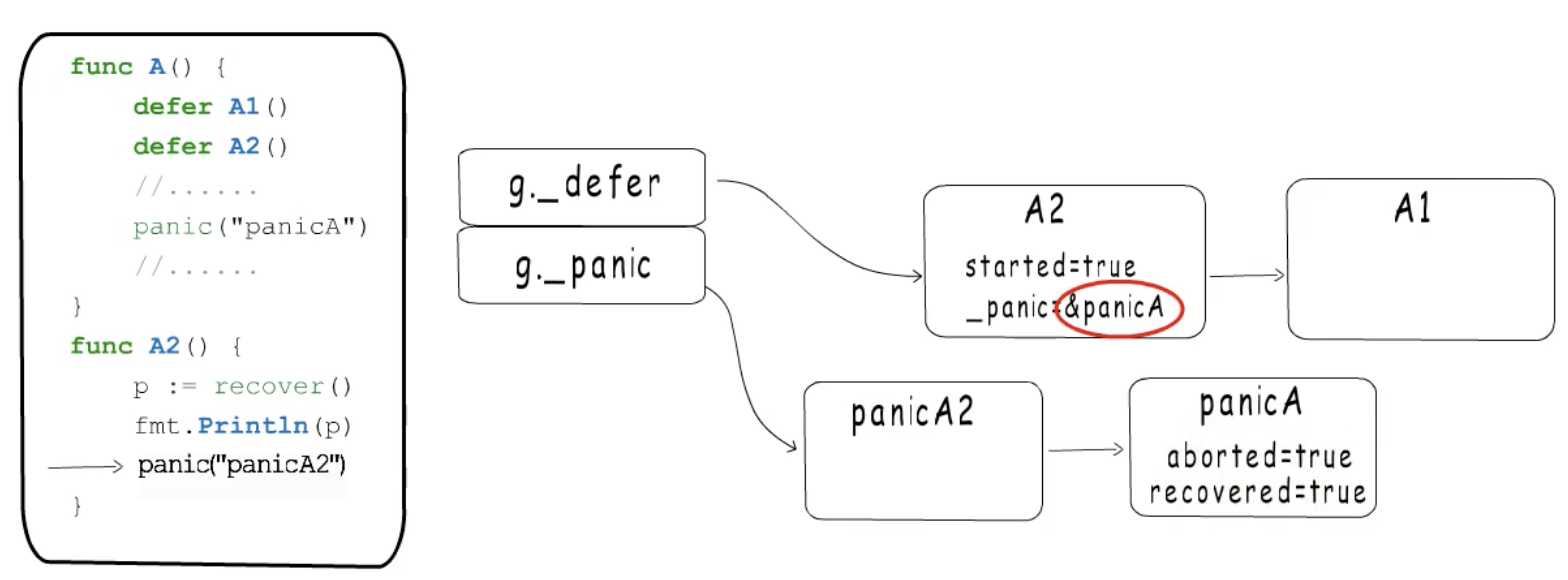 func A() {
defer A1()
defer A2()
//......
panic("panicA")
//......
}
func A2() {
p := recover()
fmt.Println(p)
panic("panicA2")
}
g._defer
g._panic
A2
started=true
_panic=&panicA
A1
panicA2
panicA
aborted=true
recovered=true